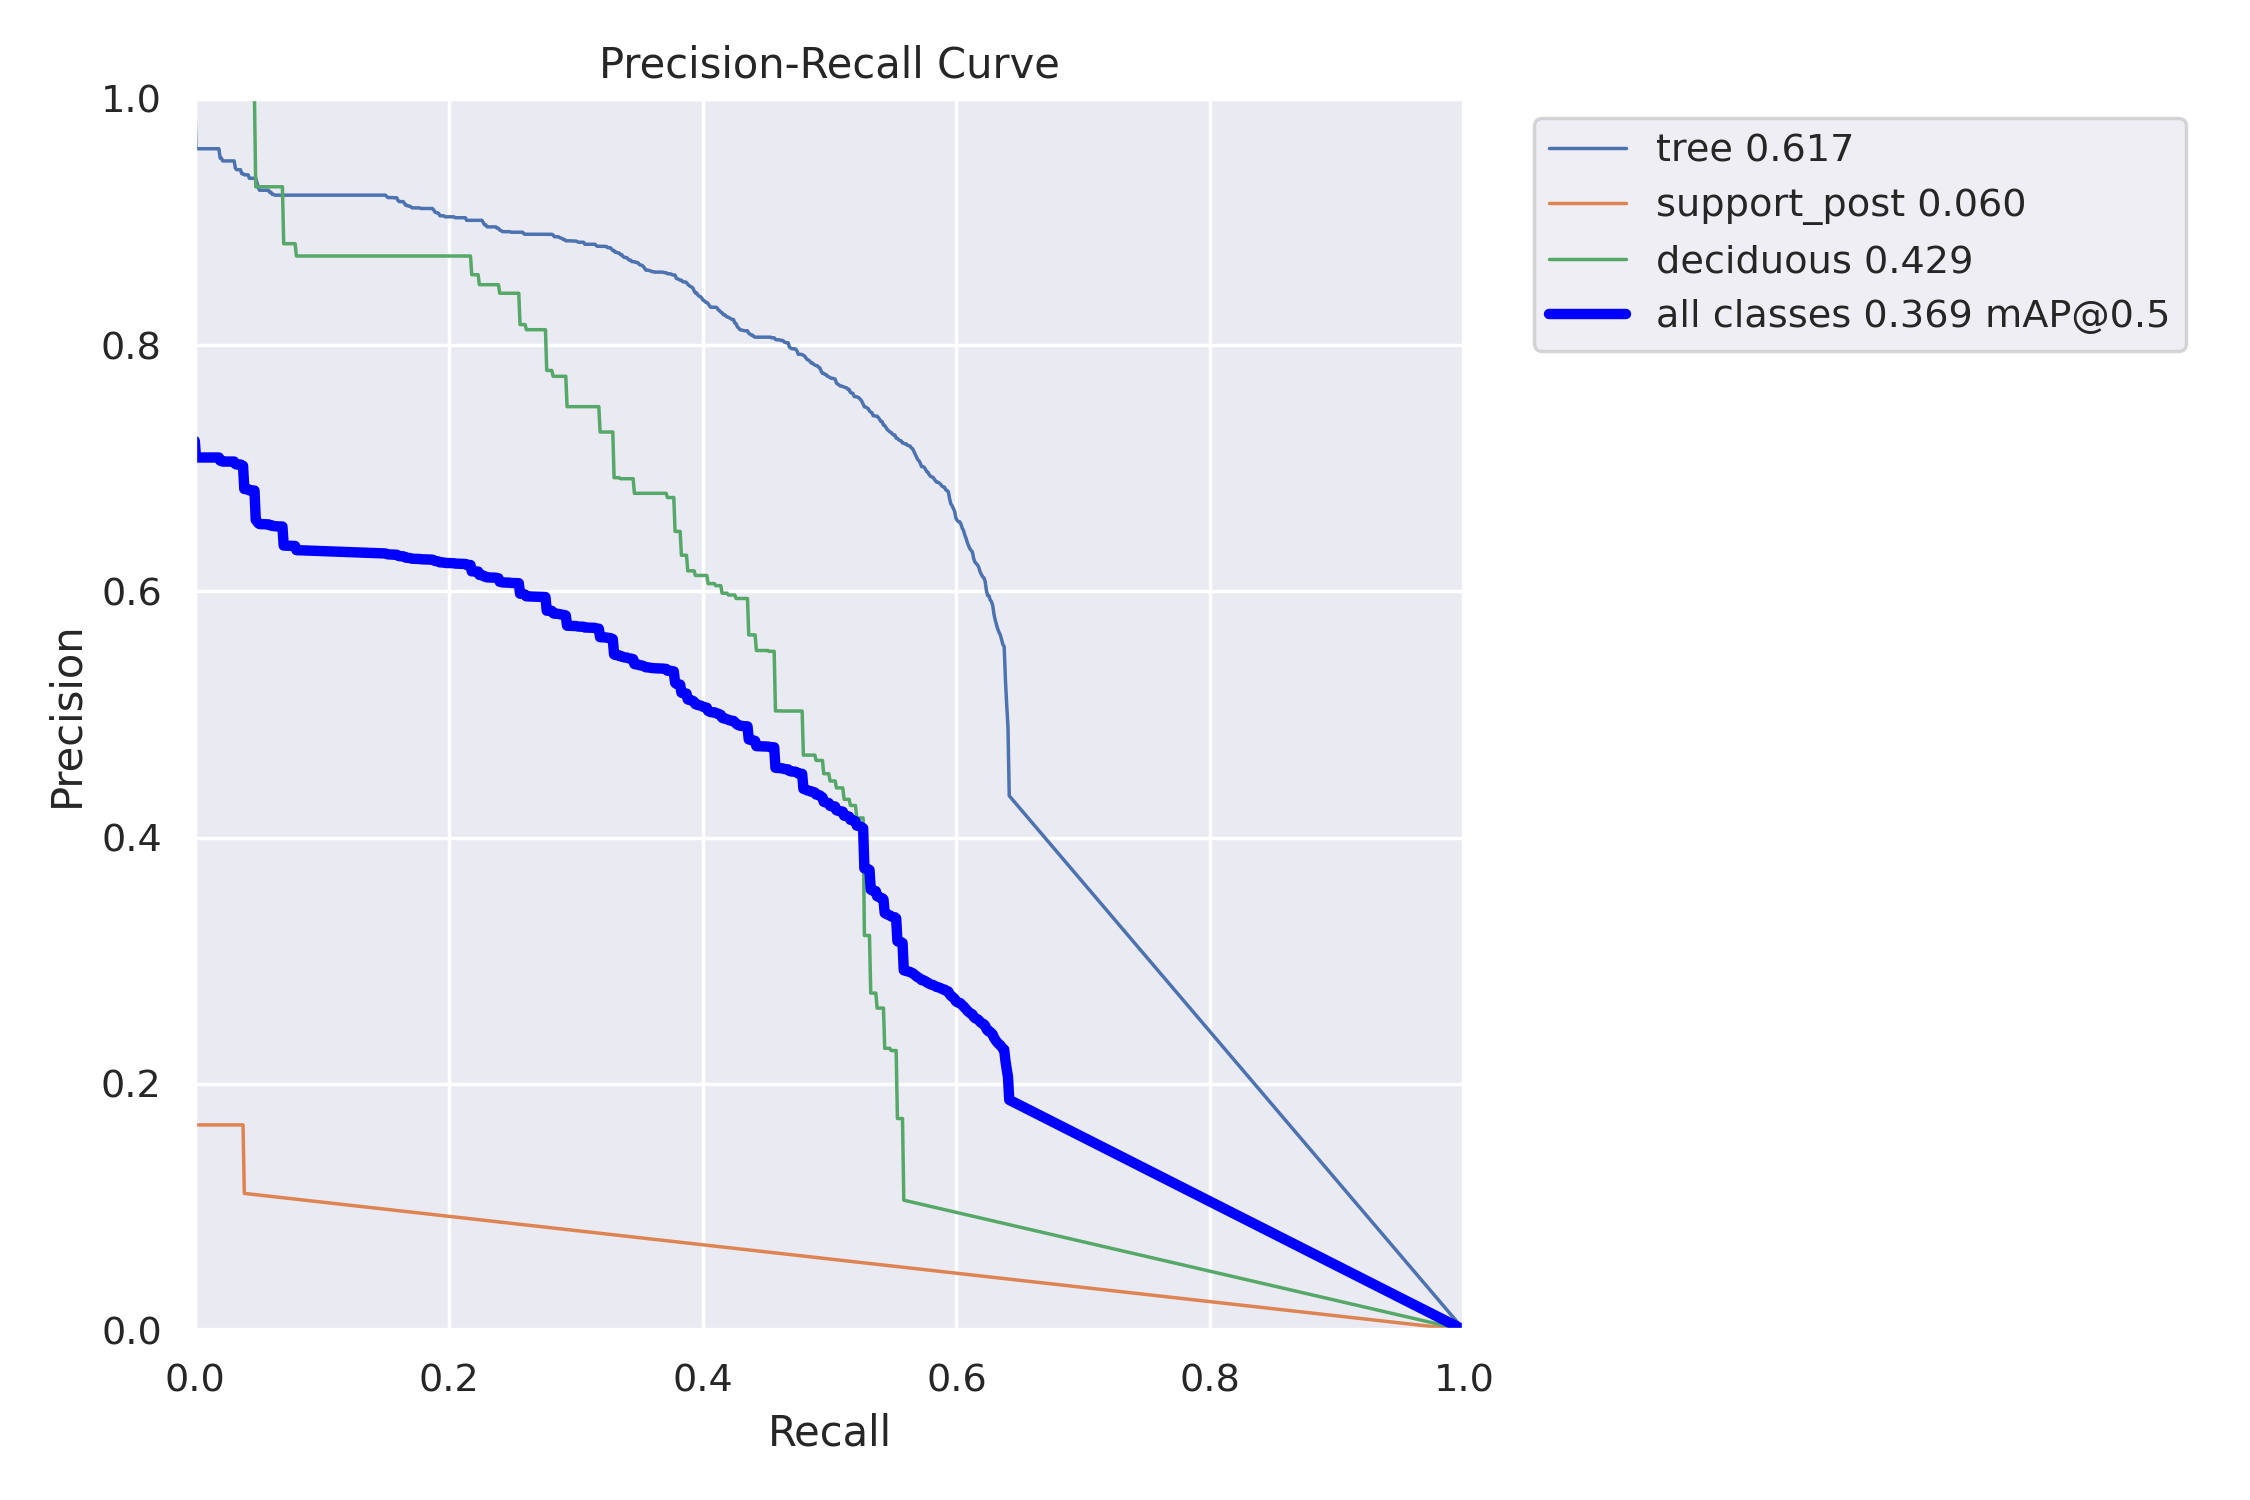 Precision-Recall Curve
1.0
0.8
0.6
0.4
0.2
0.0
Precision
0.0 0.2 0.4 0.6 0.8 1.0
Recall
tree 0.617
support_post 0.060
deciduous 0.429
all classes 0.369 mAP@0.5